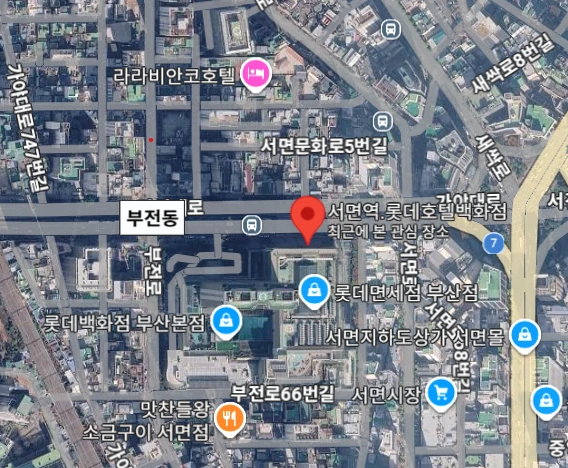 라라비안코호텔
새싹로8번길
가야대로747번길
서면문화로5번길
새싹로
부전동
로
가야대로
서
서면역.롯데호텔백화점
최근에 본 관심 장소
7
부전로
롯데면세점 부산점
롯데백화점 부산본점
서면지하도상가 서면몰
부전로66번길
서면시장
맛찬들왕
소금구이 서면점